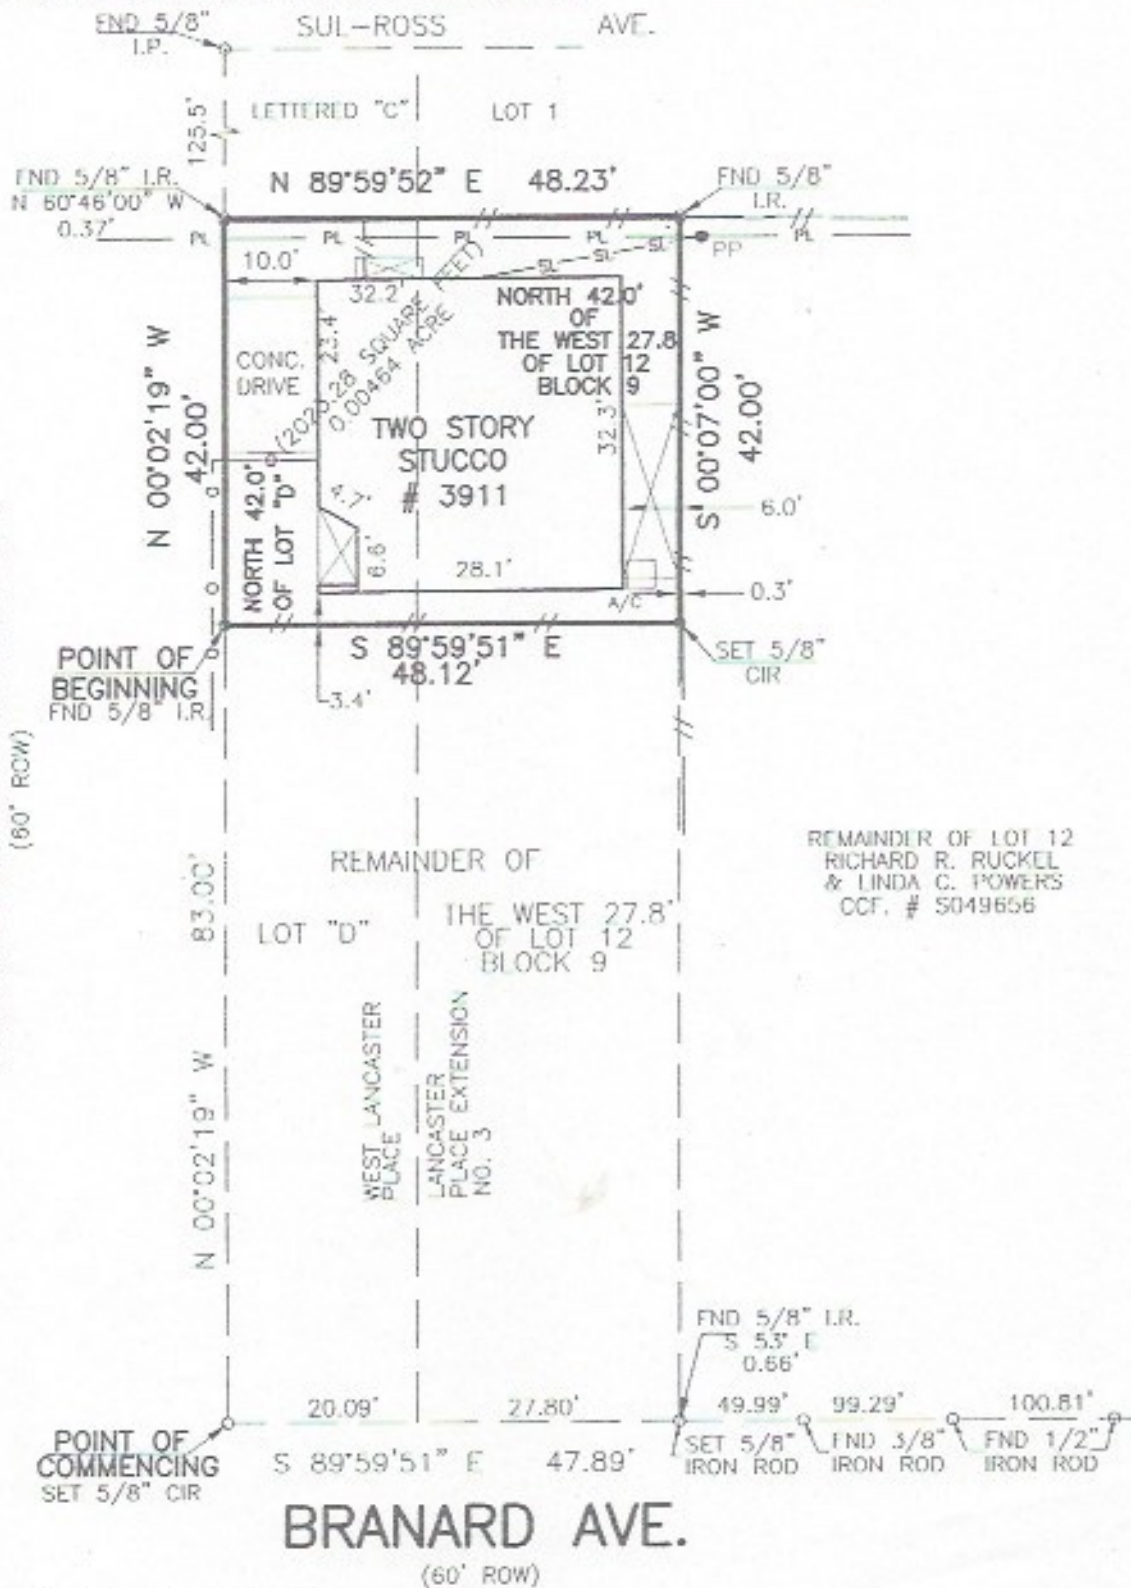 FND 5/8"
I.P.
SUL-ROSS AVE.
125.5'
LETTERED "C" LOT 1
FND 5/8" I.R.
N 60°46'00" W
0.37'
N 89°59'52" E 48.23'
FND 5/8"
I.R.
PL PL PL PL PL
SL SL SL
PP
10.0'
32.2'
23.4'
NORTH 42.0'
OF
THE WEST 27.8
OF LOT 12
BLOCK 9
CONC.
DRIVE
SQUARE FEET)
0.00464 ACRE
N 00°02'19" W
42.00'
S 00°07'00" W
42.00'
32.3'
TWO STORY
STUCCO
# 3911
NORTH 42.0'
OF LOT "D"
4.7'
6.6'
28.1'
6.0'
A/C
0.3'
POINT OF
BEGINNING
FND 5/8" I.R.
S 89°59'51" E
48.12'
3.4'
SET 5/8"
CIR
(60' ROW)
REMAINDER OF
LOT "D"
THE WEST 27.8'
OF LOT 12
BLOCK 9
REMAINDER OF LOT 12
RICHARD R. RUCKEL
& LINDA C. POWERS
CCF. # S049656
83.00'
N 00°02'19" W
WEST LANCASTER
PLACE
LANCASTER
PLACE EXTENSION
NO. 3
FND 5/8" I.R.
S 53° E
0.66'
20.09' 27.80' 49.99' 99.29' 100.81'
POINT OF
COMMENCING
SET 5/8" CIR
S 89°59'51" E 47.89'
SET 5/8"
IRON ROD
FND 3/8"
IRON ROD
FND 1/2"
IRON ROD
BRANARD AVE.
(60' ROW)